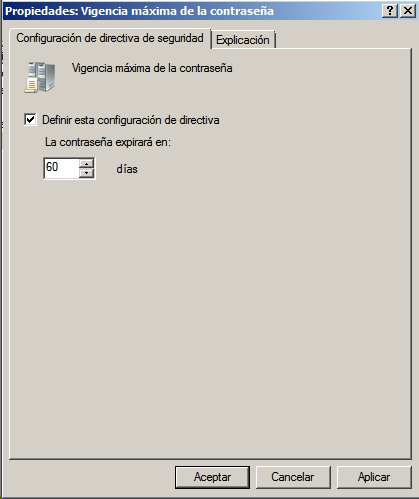 Propiedades: Vigencia máxima de la contraseña
Configuración de directiva de seguridad Explicación
Vigencia máxima de la contraseña
Definir esta configuración de directiva
La contraseña expirará en:
60 días
Aceptar Cancelar Aplicar